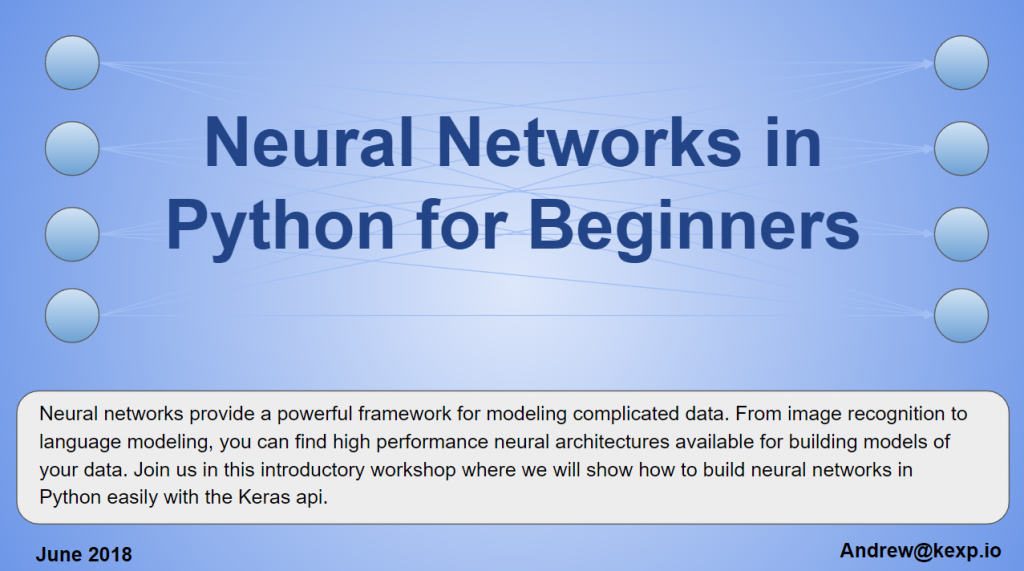 Neural Networks in
Python for Beginners
Neural networks provide a powerful framework for modeling complicated data. From image recognition to
language modeling, you can find high performance neural architectures available for building models of
your data. Join us in this introductory workshop where we will show how to build neural networks in
Python easily with the Keras api.
June 2018
Andrew@kexp.io